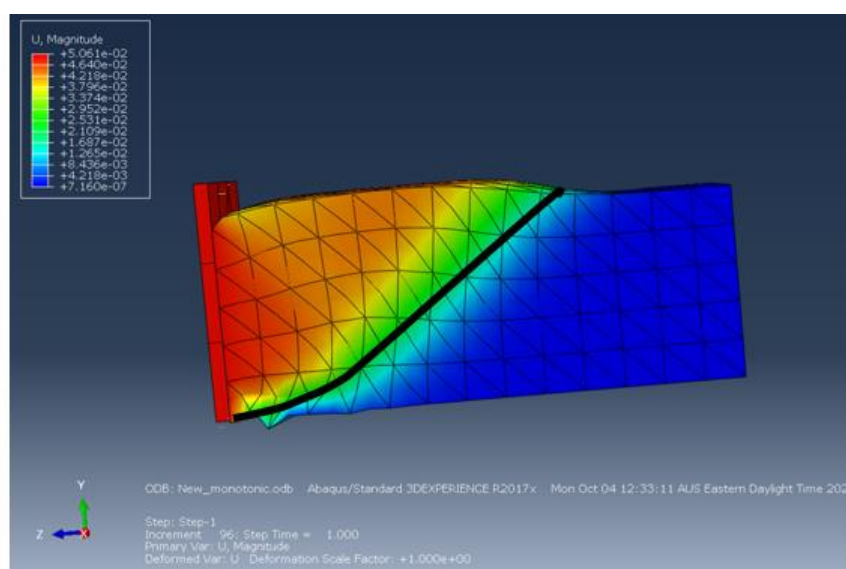 U, Magnitude
+5.061e-02
+4.640e-02
+4.218e-02
+3.796e-02
+3.374e-02
+2.952e-02
+2.531e-02
+2.109e-02
+1.687e-02
+1.265e-02
+8.436e-03
+4.218e-03
+7.160e-07
Y
Z
X
ODB: New_monotonic.odb Abaqus/Standard 3DEXPERIENCE R2017x Mon Oct 04 12:33:11 AUS Eastern Daylight Time 202
Step: Step-1
Increment 96: Step Time = 1.000
Primary Var: U, Magnitude
Deformed Var: U Deformation Scale Factor: +1.000e+00